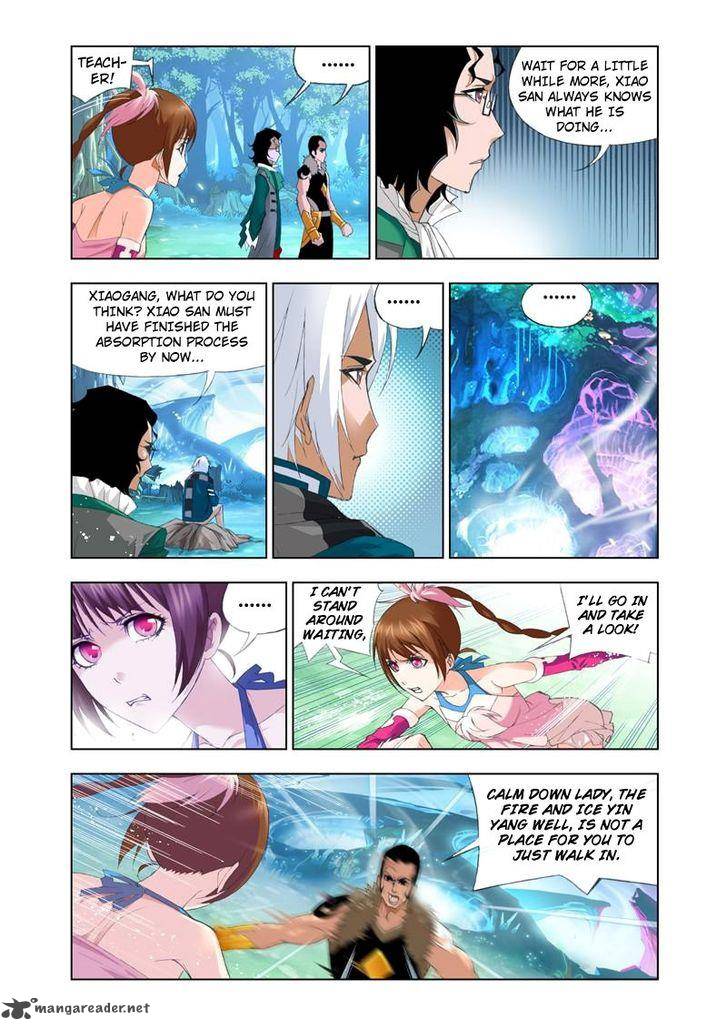 TEACH-
ER!
......
WAIT FOR A LITTLE
WHILE MORE, XIAO
SAN ALWAYS KNOWS
WHAT HE IS
DOING...
XIAOGANG, WHAT DO YOU
THINK? XIAO SAN MUST
HAVE FINISHED THE
ABSORPTION PROCESS
BY NOW...
......
......
......
I CAN'T
STAND
AROUND
WAITING,
I'LL GO IN
AND TAKE
A LOOK!
CALM DOWN LADY, THE
FIRE AND ICE YIN
YANG WELL, IS NOT A
PLACE FOR YOU TO
JUST WALK IN.
mangareader.net